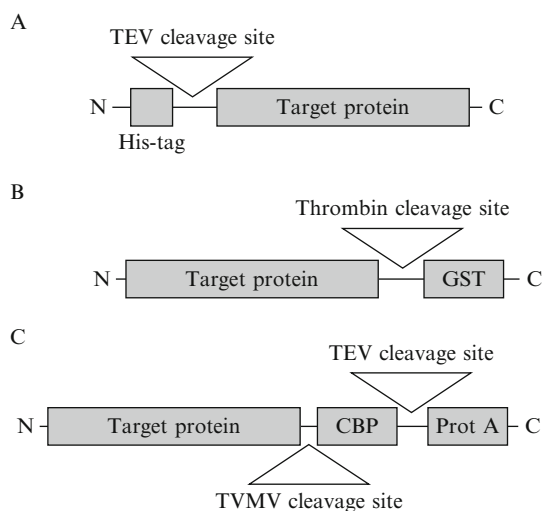 A
TEV cleavage site
N
Target protein
C
His-tag
B
Thrombin cleavage site
N
Target protein
GST
C
C
TEV cleavage site
N
Target protein
CBP
Prot A
C
TVMV cleavage site